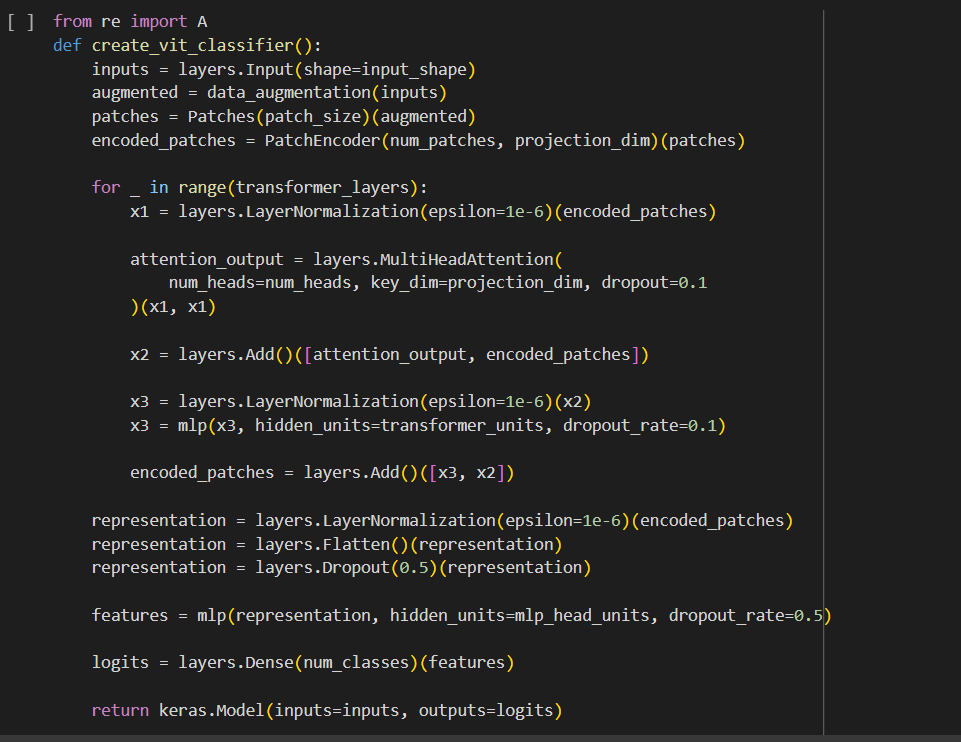 [ ] from re import A
def create_vit_classifier():
    inputs = layers.Input(shape=input_shape)
    augmented = data_augmentation(inputs)
    patches = Patches(patch_size)(augmented)
    encoded_patches = PatchEncoder(num_patches, projection_dim)(patches)

    for _ in range(transformer_layers):
        x1 = layers.LayerNormalization(epsilon=1e-6)(encoded_patches)

        attention_output = layers.MultiHeadAttention(
            num_heads=num_heads, key_dim=projection_dim, dropout=0.1
        )(x1, x1)

        x2 = layers.Add()([attention_output, encoded_patches])

        x3 = layers.LayerNormalization(epsilon=1e-6)(x2)
        x3 = mlp(x3, hidden_units=transformer_units, dropout_rate=0.1)

        encoded_patches = layers.Add()([x3, x2])

    representation = layers.LayerNormalization(epsilon=1e-6)(encoded_patches)
    representation = layers.Flatten()(representation)
    representation = layers.Dropout(0.5)(representation)

    features = mlp(representation, hidden_units=mlp_head_units, dropout_rate=0.5)

    logits = layers.Dense(num_classes)(features)

    return keras.Model(inputs=inputs, outputs=logits)